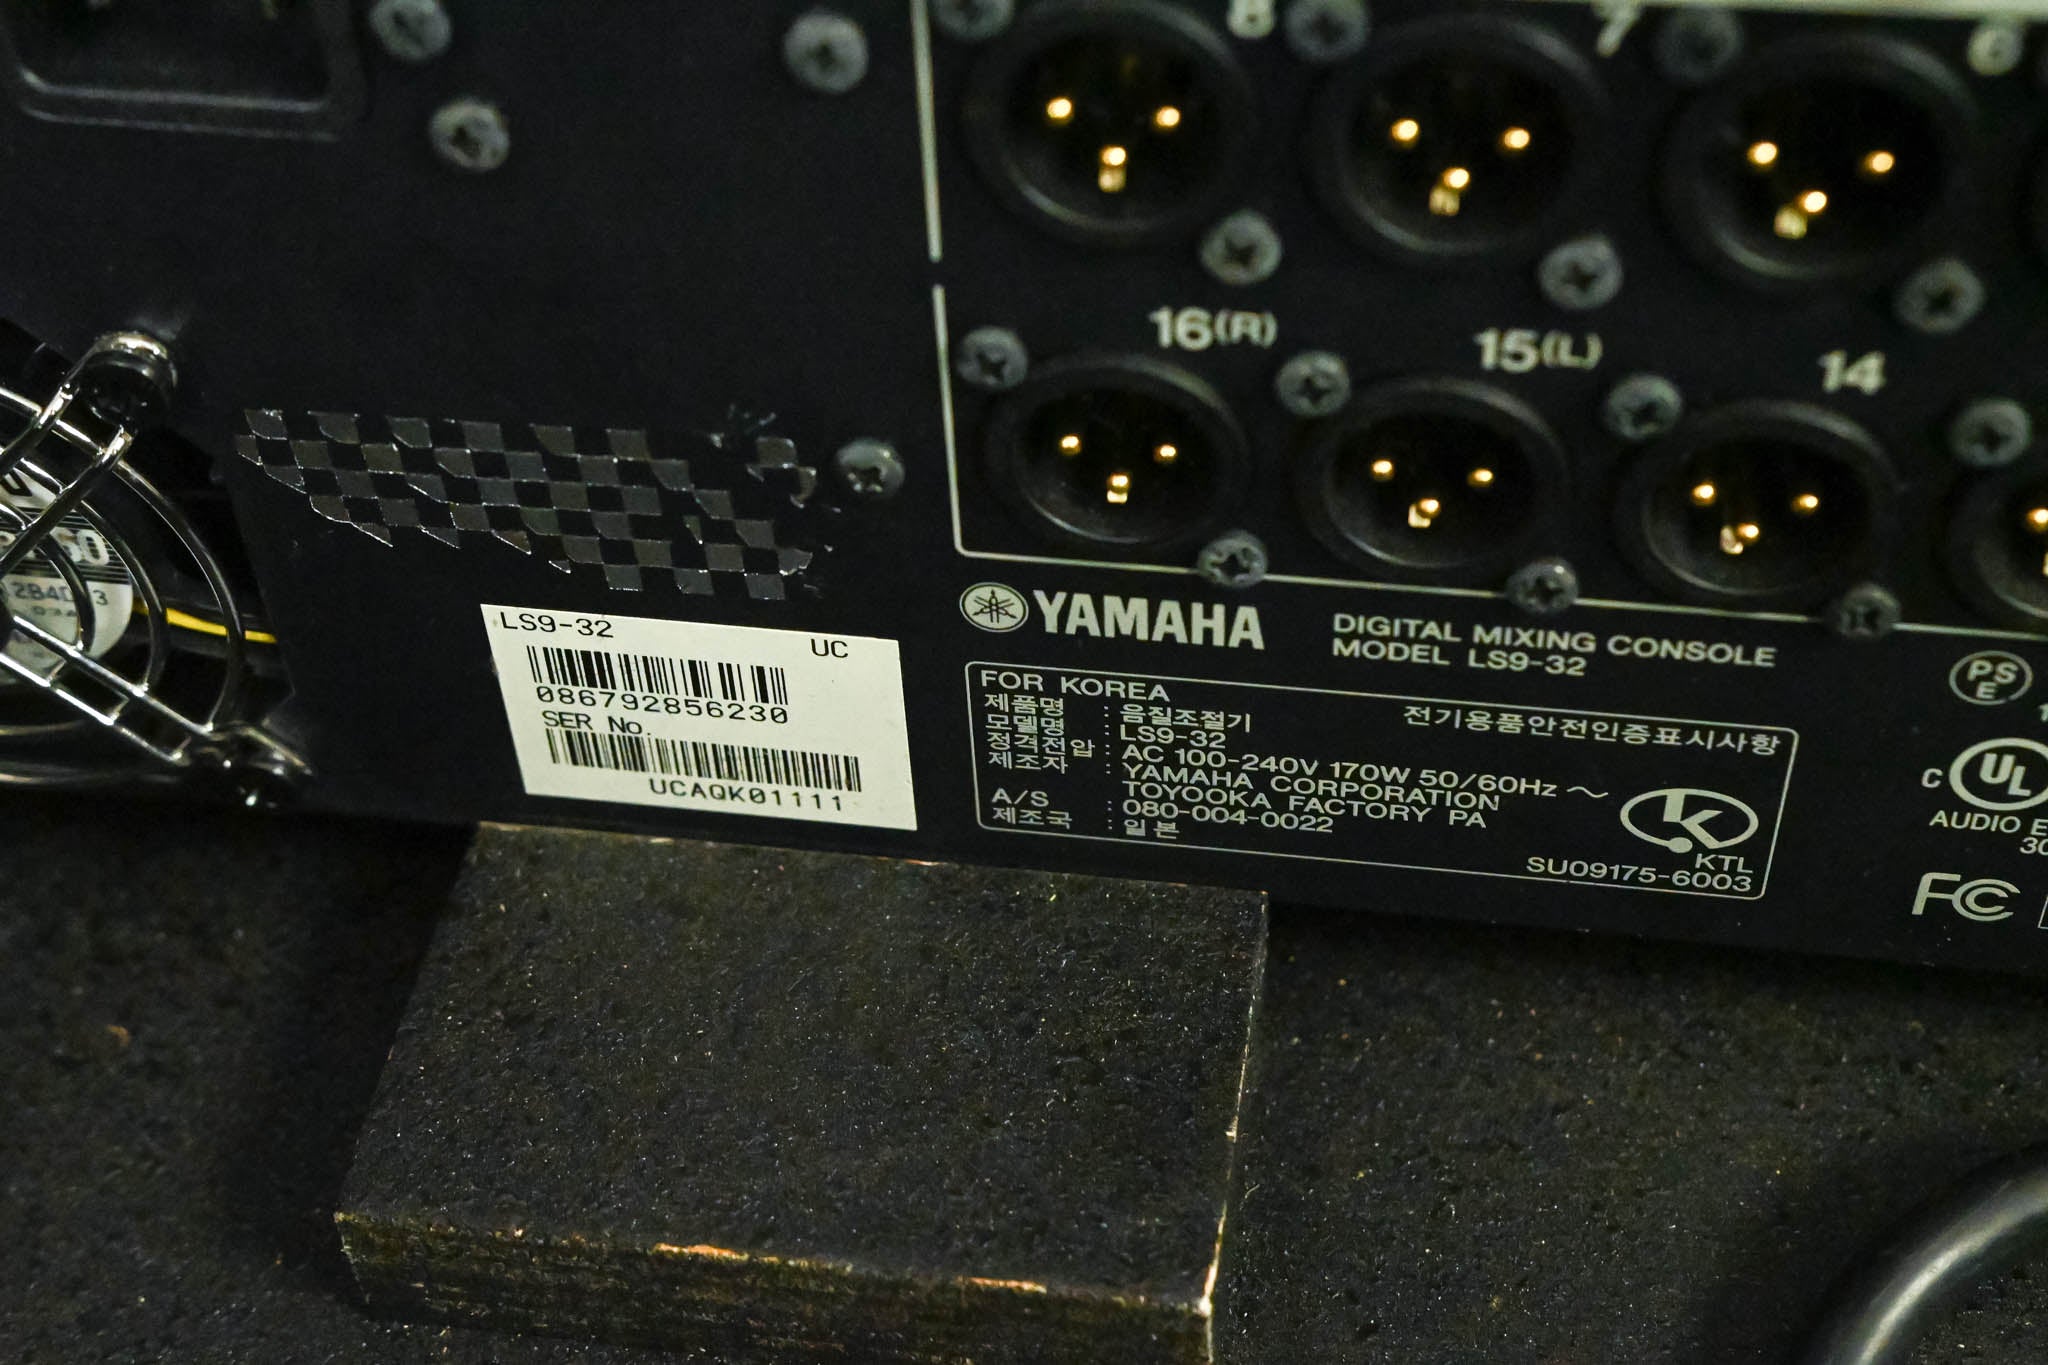 8
7
6
16(R)
15(L)
14
YAMAHA
DIGITAL MIXING CONSOLE
MODEL LS9-32
LS9-32
UC
086792856230
SER No.
UCAQK01111
FOR KOREA
전기용품안전인증표시사항
제품명 : 음질조절기
모델명 : LS9-32
정격전압 : AC 100-240V 170W 50/60Hz ~
제조자 : YAMAHA CORPORATION
TOYOOKA FACTORY PA
A/S : 080-004-0022
제조국 : 일본
KTL
SU09175-6003
PS
E
C UL
AUDIO
30
FC